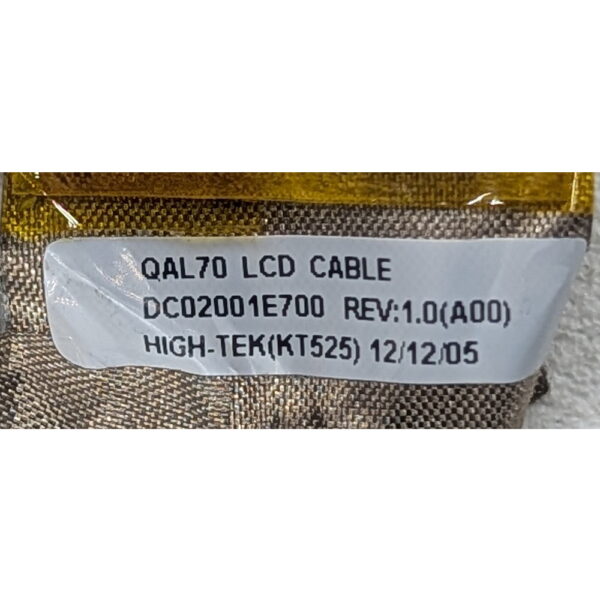 QAL70 LCD CABLE
DC02001E700 REV:1.0(A00)
HIGH-TEK(KT525) 12/12/05